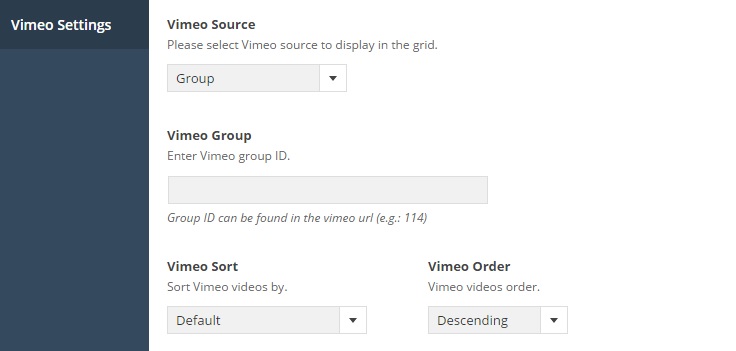 Vimeo Settings
Vimeo Source
Please select Vimeo source to display in the grid.
Group
Vimeo Group
Enter Vimeo group ID.
Group ID can be found in the vimeo url (e.g.: 114)
Vimeo Sort
Sort Vimeo videos by.
Default
Vimeo Order
Vimeo videos order.
Descending